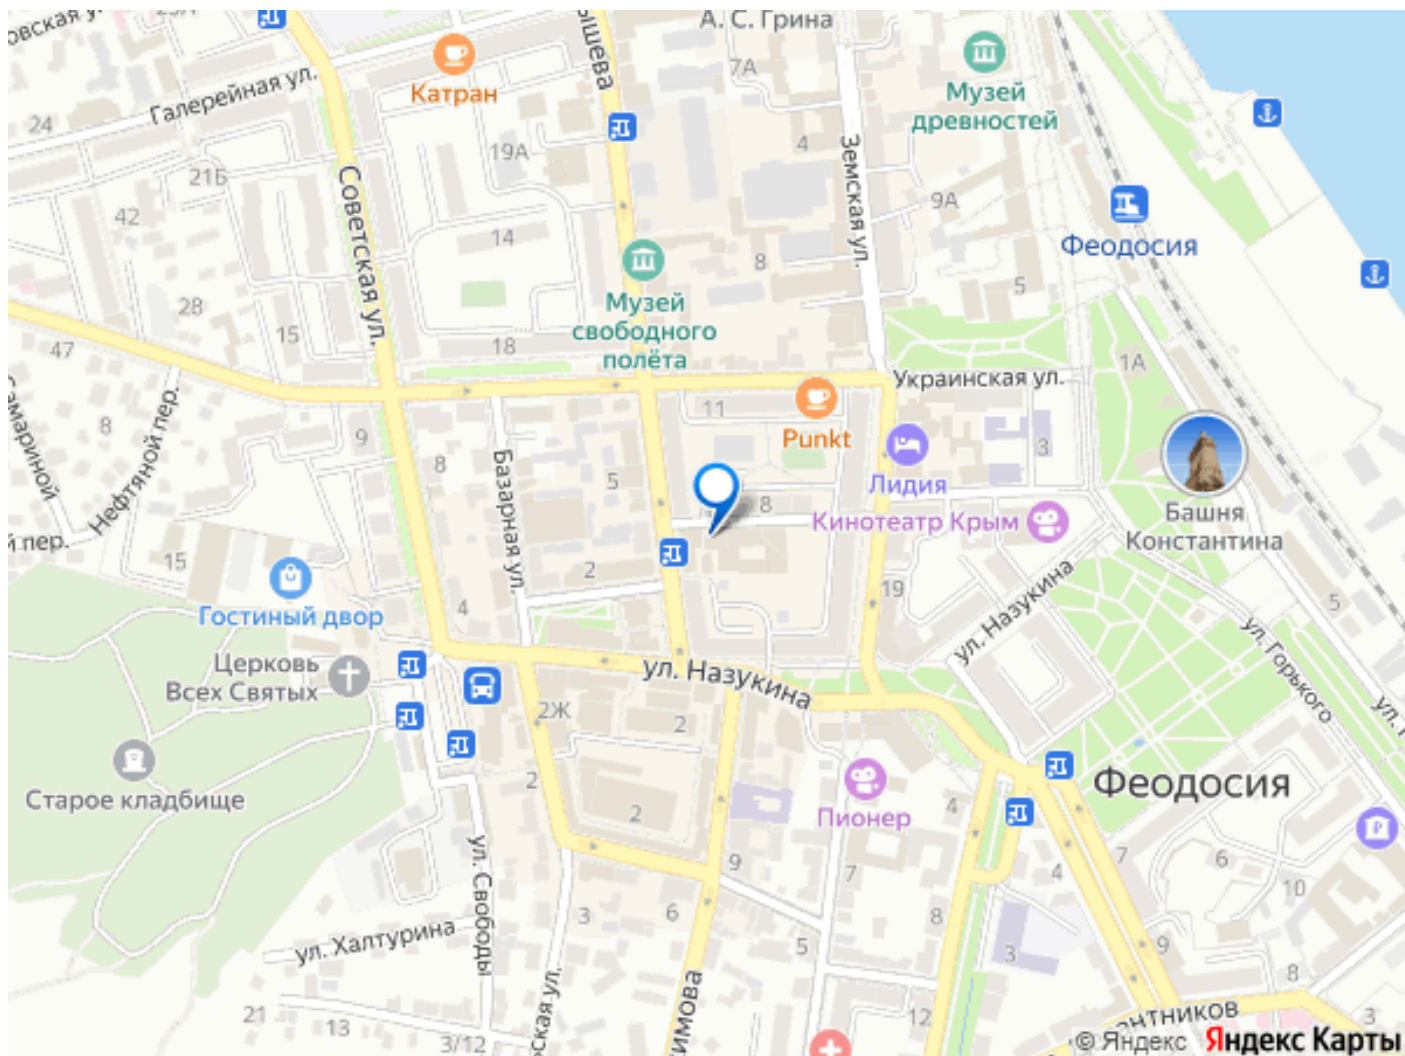 А. С. Грина
Катран
Галерейная ул.
24
21Б
19А
7А
4
Музей
древностей
Земская ул.
42
Советская ул.
14
9А
Феодосия
8
5
Музей
свободного
полёта
28
15
47
18
1А
Украинская ул.
Нефтяной пер.
11
Punkt
8
9
8
Базарная ул.
5
3
Лидия
8
Кинотеатр Крым
Башня
Константина
й пер.
15
2
19
ул. Назукина
5
Гостиный двор
4
ул. Горького
Церковь
Всех Святых
ул. Назукина
2Ж
2
Старое кладбище
2
2
Пионер
4
Феодосия
9
7
7
6
4
10
ул. Свободы
3
6
8
ул. Халтурина
5
3
9
8
21
13
3/12
12
3
© Яндекс
Яндекс Карты